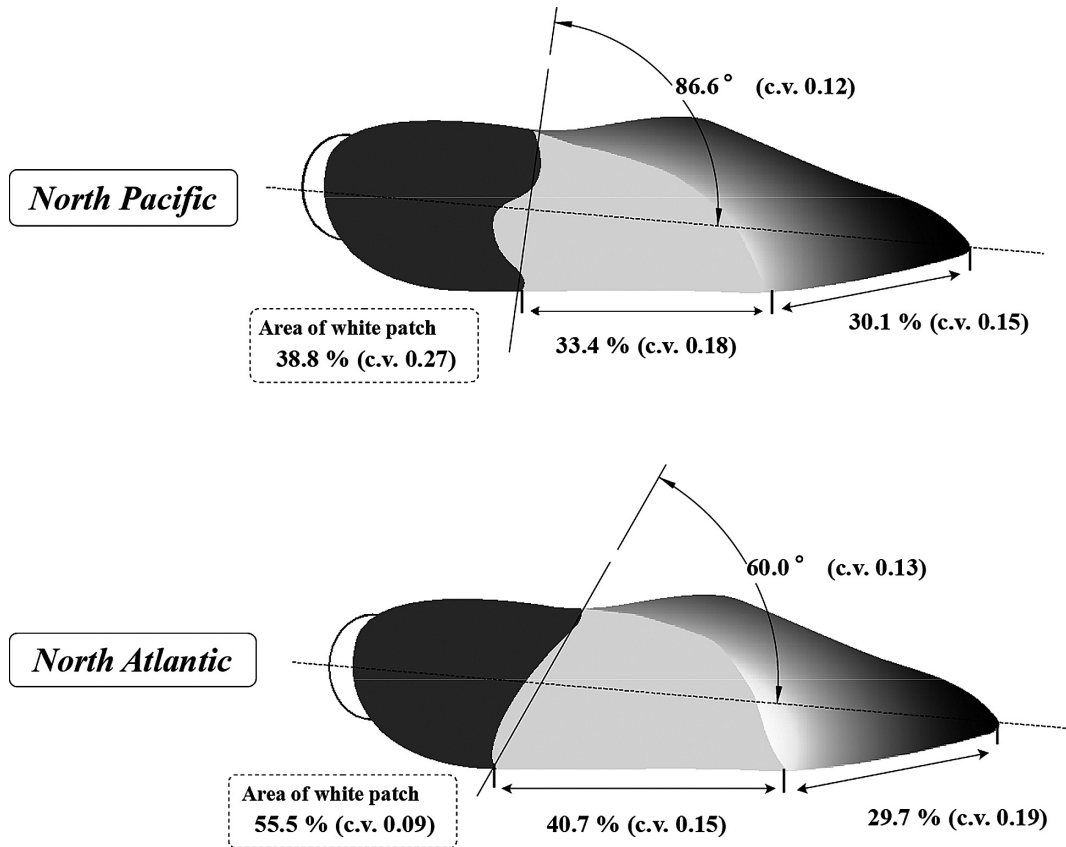 86.6° (c.v. 0.12)
North Pacific
30.1 % (c.v. 0.15)
Area of white patch
38.8 % (c.v. 0.27)
33.4 % (c.v. 0.18)
60.0° (c.v. 0.13)
North Atlantic
Area of white patch
55.5 % (c.v. 0.09)
40.7 % (c.v. 0.15)
29.7 % (c.v. 0.19)